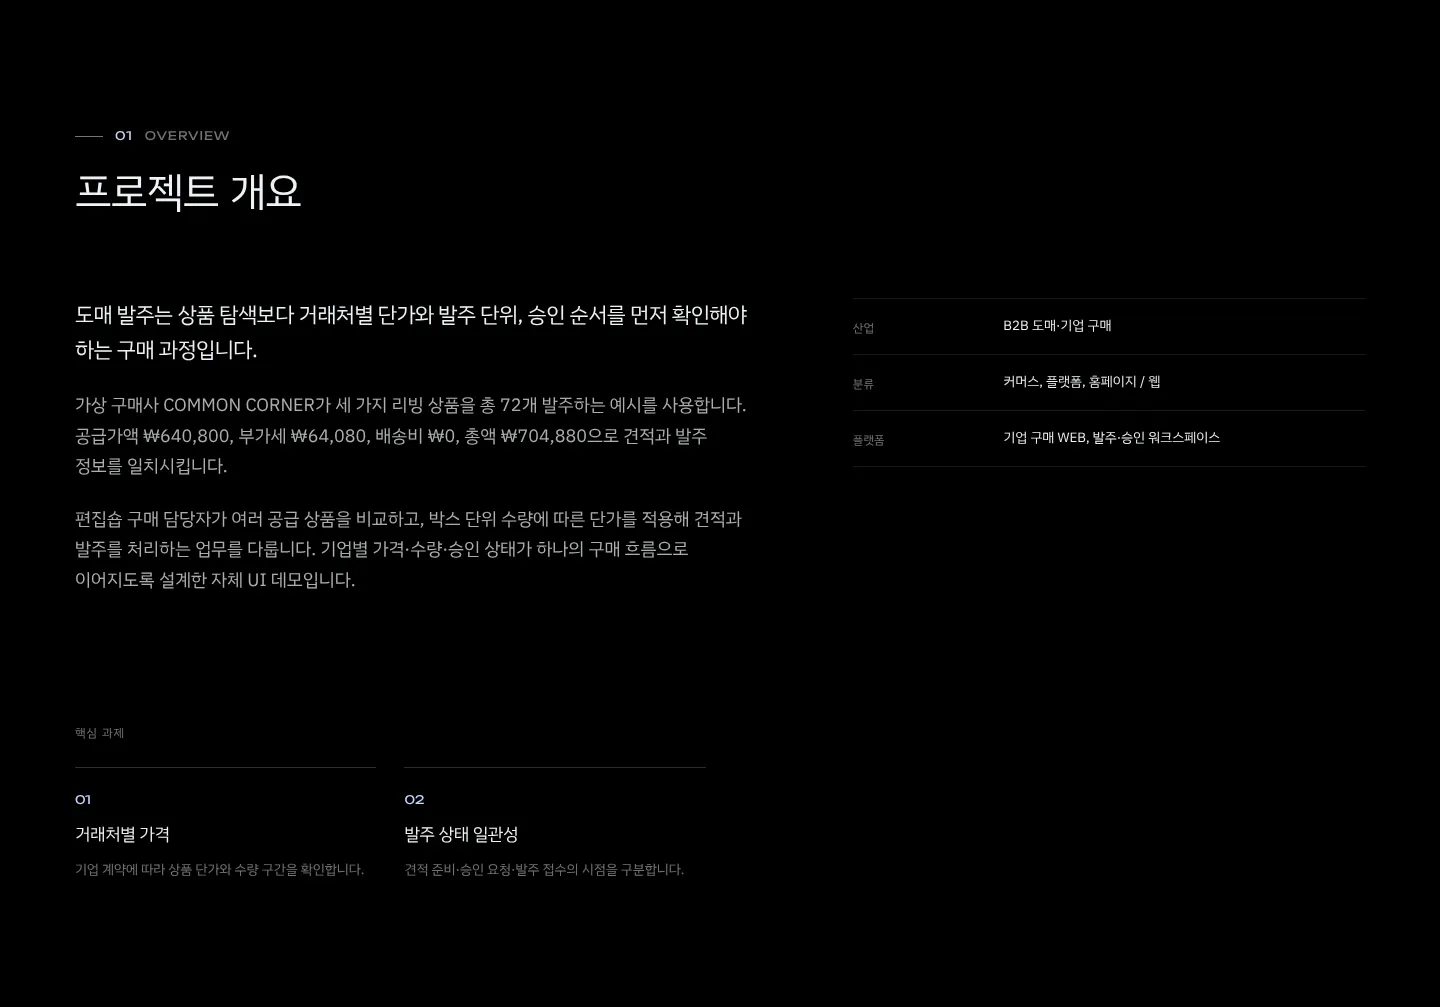 01 OVERVIEW
프로젝트 개요
도매 발주는 상품 탐색보다 거래처별 단가와 발주 단위, 승인 순서를 먼저 확인해야
하는 구매 과정입니다.
가상 구매사 COMMON CORNER가 세 가지 리빙 상품을 총 72개 발주하는 예시를 사용합니다.
공급가액 ₩640,800, 부가세 ₩64,080, 배송비 ₩0, 총액 ₩704,880으로 견적과 발주
정보를 일치시킵니다.
편집숍 구매 담당자가 여러 공급 상품을 비교하고, 박스 단위 수량에 따른 단가를 적용해 견적과
발주를 처리하는 업무를 다룹니다. 기업별 가격·수량·승인 상태가 하나의 구매 흐름으로
이어지도록 설계한 자체 UI 데모입니다.
산업 B2B 도매·기업 구매
분류 커머스, 플랫폼, 홈페이지 / 웹
플랫폼 기업 구매 WEB, 발주·승인 워크스페이스
핵심 과제
01
거래처별 가격
기업 계약에 따라 상품 단가와 수량 구간을 확인합니다.
02
발주 상태 일관성
견적 준비·승인 요청·발주 접수의 시점을 구분합니다.